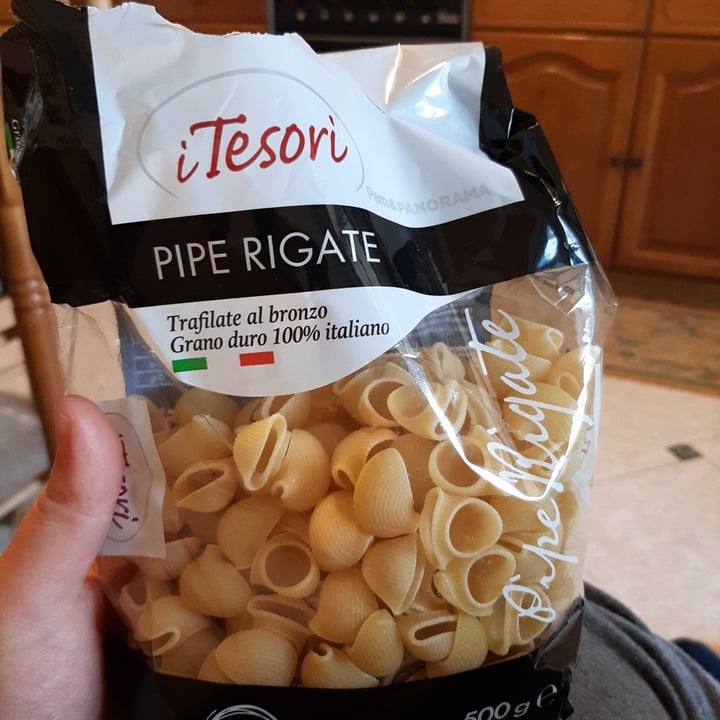 iTesori
Pam&PANORAMA
PIPE RIGATE
Trafilate al bronzo
Grano duro 100% italiano
Pipe Rigate
500 g e